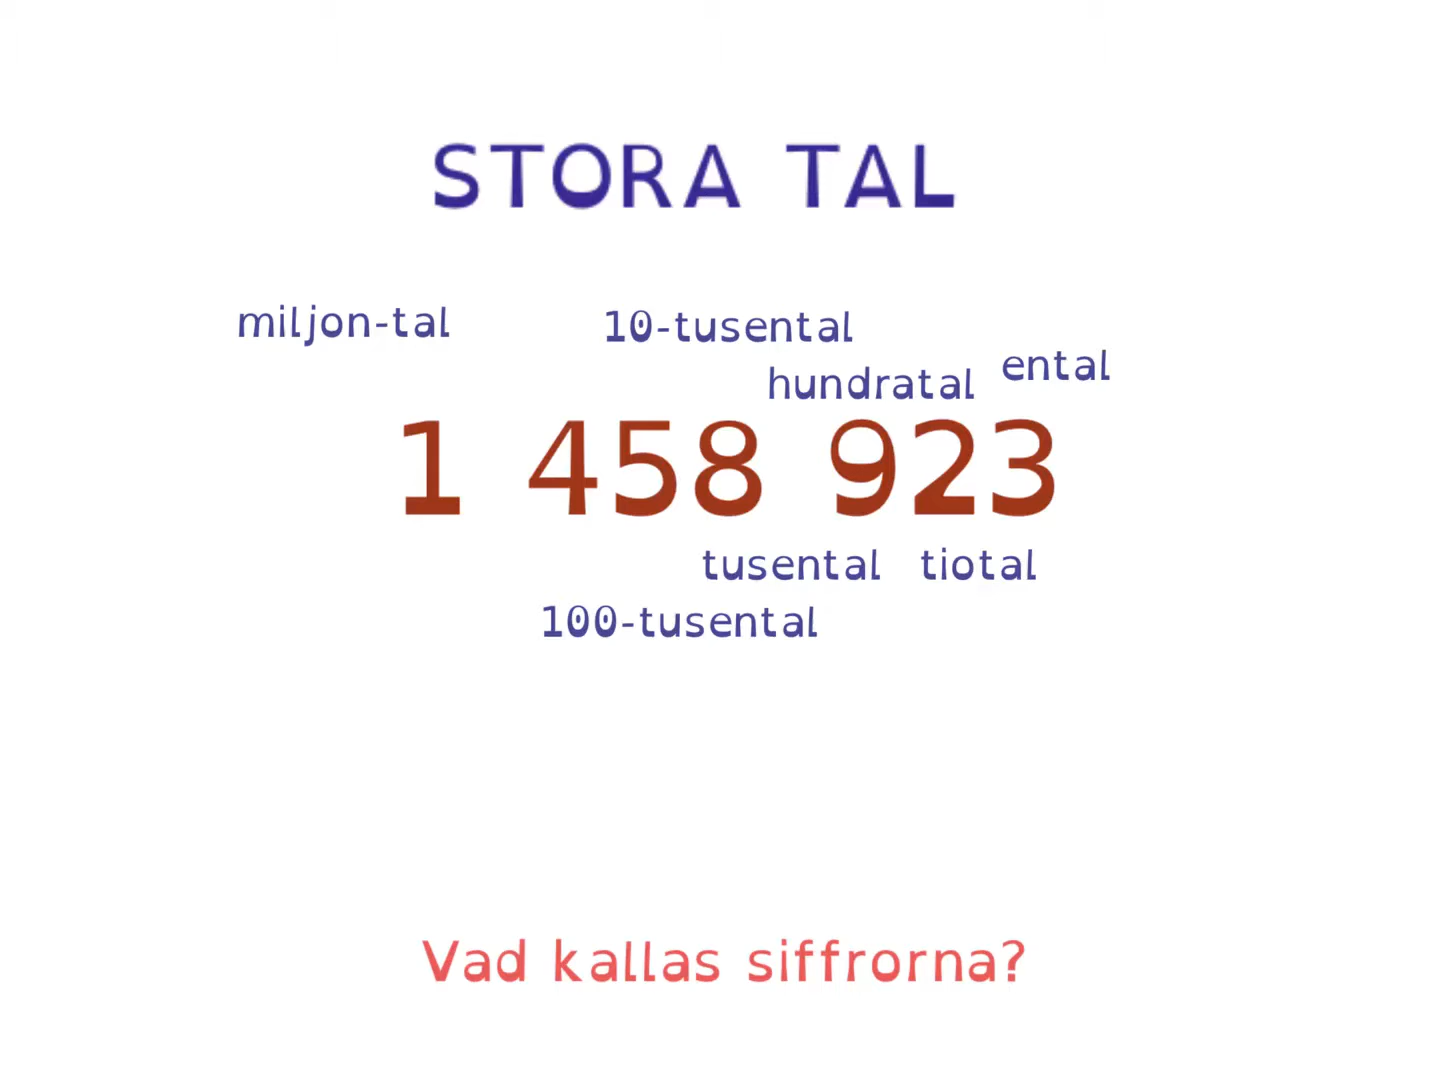 STORA TAL
miljon-tal
10-tusental
hundratal
ental
1 458 923
tusental
tiotal
100-tusental
Vad kallas siffrorna?